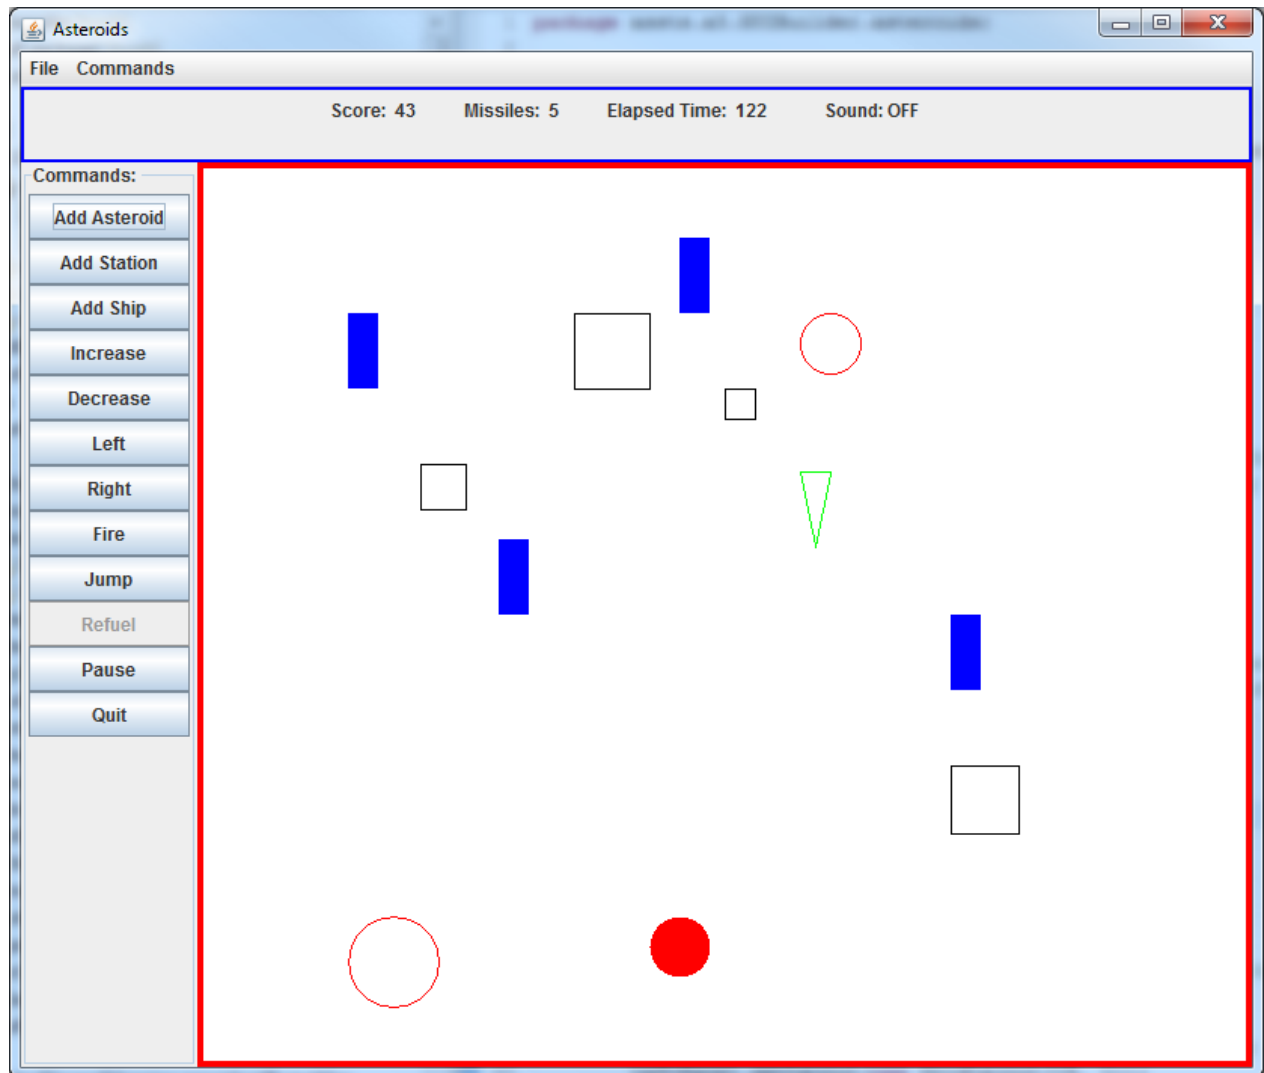 Asteroids
package
File Commands
Score: 43 Missiles: 5 Elapsed Time: 122 Sound: OFF
Commands:
Add Asteroid
Add Station
Add Ship
Increase
Decrease
Left
Right
Fire
Jump
Refuel
Pause
Quit